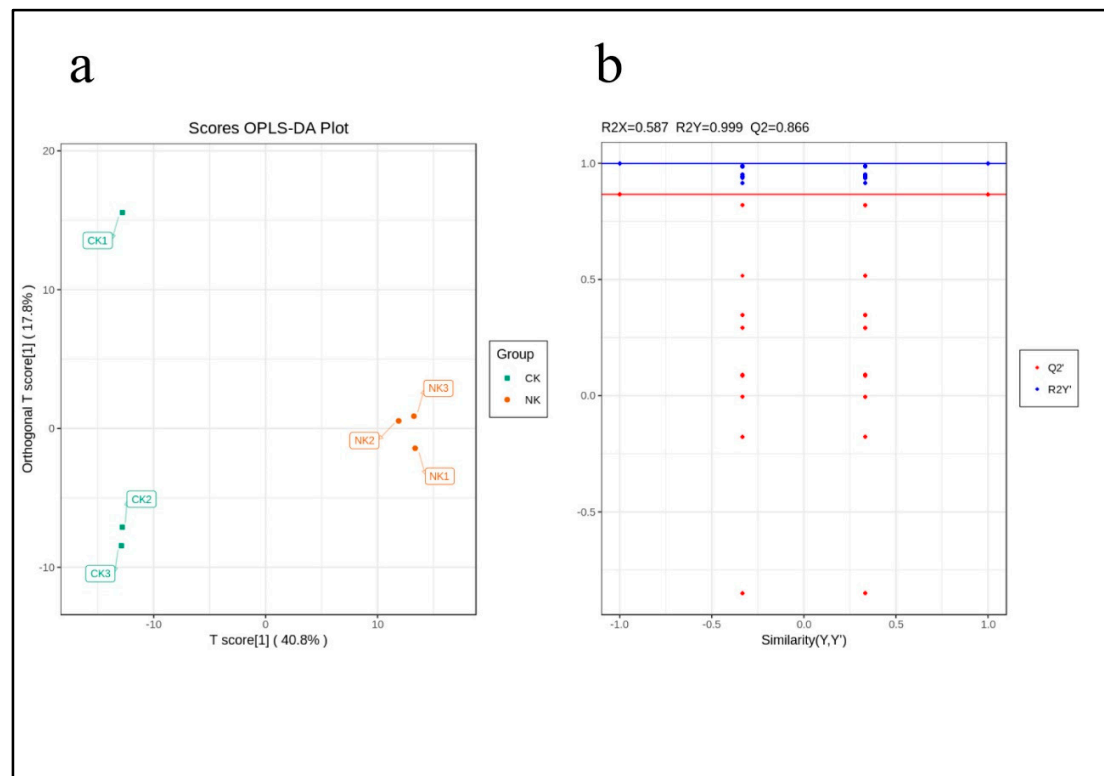 a
b
Scores OPLS-DA Plot
20
10
0
-10
Orthogonal T score[1] ( 17.8% )
CK1
CK2
CK3
NK3
NK2
NK1
-10
0
10
T score[1] ( 40.8% )
Group
CK
NK
R2X=0.587 R2Y=0.999 Q2=0.866
1.0
0.5
0.0
-0.5
-1.0
-0.5
0.0
0.5
1.0
Similarity(Y,Y')
Q2'
R2Y'